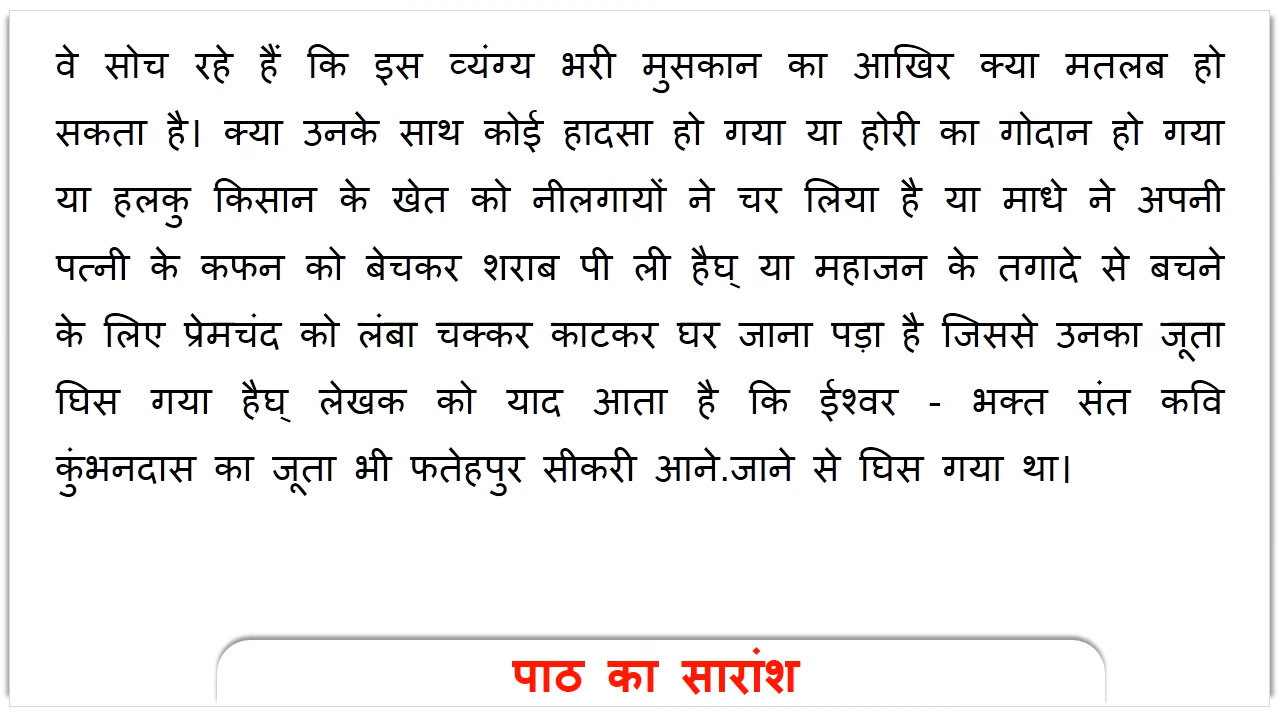 वे सोच रहे हैं कि इस व्यंग्य भरी मुसकान का आखिर क्या मतलब हो
सकता है। क्या उनके साथ कोई हादसा हो गया या होरी का गोदान हो गया
या हलकु किसान के खेत को नीलगायों ने चर लिया है या माधे ने अपनी
पत्नी के कफन को बेचकर शराब पी ली हैघ् या महाजन के तगादे से बचने
के लिए प्रेमचंद को लंबा चक्कर काटकर घर जाना पड़ा है जिससे उनका जूता
घिस गया हैघ् लेखक को याद आता है कि ईश्वर - भक्त संत कवि
कुंभनदास का जूता भी फतेहपुर सीकरी आने.जाने से घिस गया था।
पाठ का सारांश